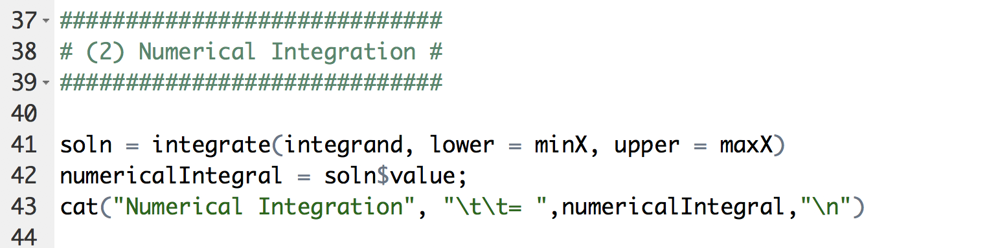 37 #############################
38 # (2) Numerical Integration #
39 #############################
40
41 soln = integrate(integrand, lower = minX, upper = maxX)
42 numericalIntegral = soln$value;
43 cat("Numerical Integration", "\t\t= ",numericalIntegral,"\n")
44